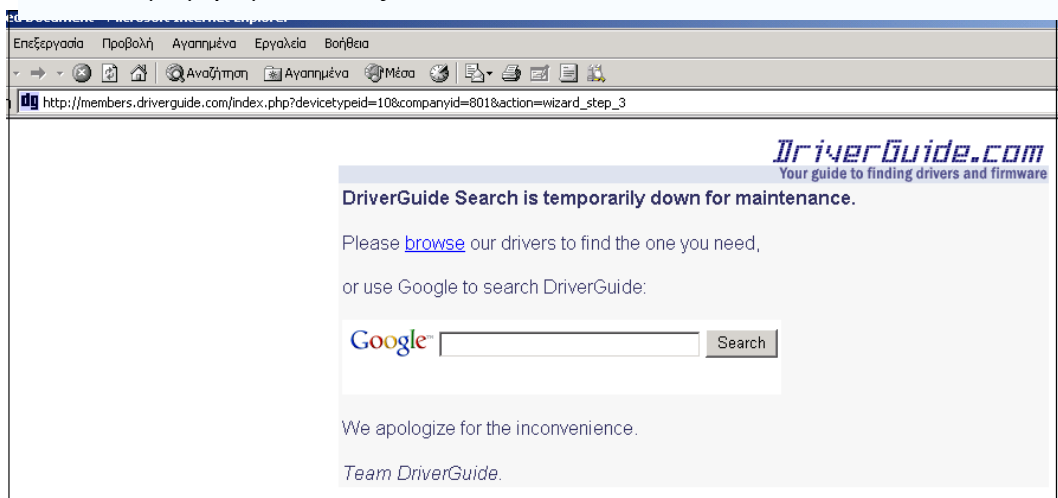 Επεξεργασία Προβολή Αγαπημένα Εργαλεία Βοήθεια
Αναζήτηση Αγαπημένα Μέσα
dg http://members.driverguide.com/index.php?devicetypeid=10&companyid=801&action=wizard_step_3
DriverGuide.com
Your guide to finding drivers and firmware
DriverGuide Search is temporarily down for maintenance.
Please browse our drivers to find the one you need,
or use Google to search DriverGuide:
Google™ Search
We apologize for the inconvenience.
Team DriverGuide.